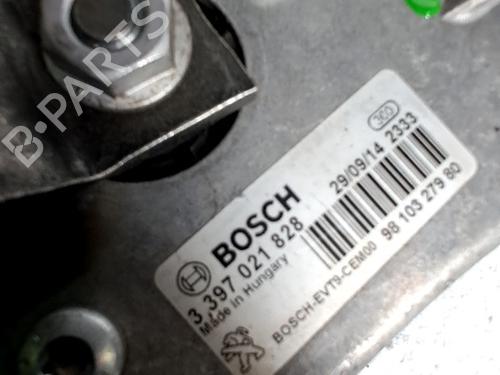 BOSCH
3 397 021 828
Made in Hungary
BOSCH-EVT9-CEM00
29/09/14 2333
98 103 279 80
3C0
B-PARTS